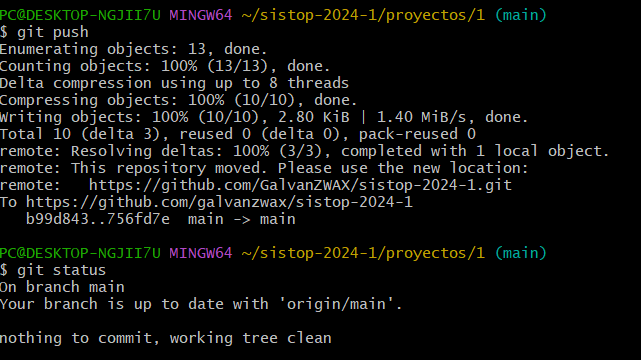 PC@DESKTOP-NGJII7U MINGW64 ~/sistop-2024-1/proyectos/1 (main)
$ git push
Enumerating objects: 13, done.
Counting objects: 100% (13/13), done.
Delta compression using up to 8 threads
Compressing objects: 100% (10/10), done.
Writing objects: 100% (10/10), 2.80 KiB | 1.40 MiB/s, done.
Total 10 (delta 3), reused 0 (delta 0), pack-reused 0
remote: Resolving deltas: 100% (3/3), completed with 1 local object.
remote: This repository moved. Please use the new location:
remote:   https://github.com/GalvanZWAX/sistop-2024-1.git
To https://github.com/galvanzwax/sistop-2024-1
   b99d843..756fd7e  main -> main
PC@DESKTOP-NGJII7U MINGW64 ~/sistop-2024-1/proyectos/1 (main)
$ git status
On branch main
Your branch is up to date with 'origin/main'.
nothing to commit, working tree clean